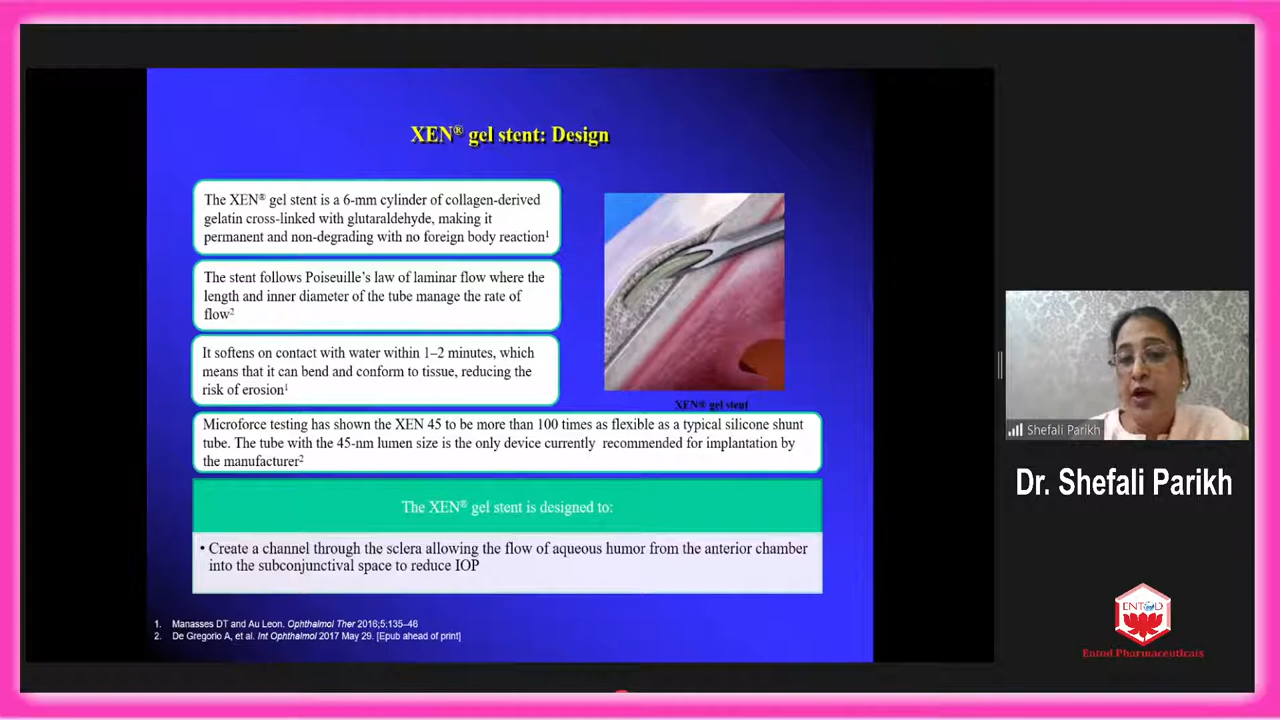 XEN® gel stent: Design
The XEN® gel stent is a 6-mm cylinder of collagen-derived
gelatin cross-linked with glutaraldehyde, making it
permanent and non-degrading with no foreign body reaction¹
The stent follows Poiseuille’s law of laminar flow where the
length and inner diameter of the tube manage the rate of
flow²
It softens on contact with water within 1–2 minutes, which
means that it can bend and conform to tissue, reducing the
risk of erosion¹
XEN® gel stent
Microforce testing has shown the XEN 45 to be more than 100 times as flexible as a typical silicone shunt
tube. The tube with the 45-nm lumen size is the only device currently recommended for implantation by
the manufacturer²
The XEN® gel stent is designed to:
• Create a channel through the sclera allowing the flow of aqueous humor from the anterior chamber
into the subconjunctival space to reduce IOP
1. Manasses DT and Au Leon. Ophthalmol Ther 2016;5:135–46
2. De Gregorio A, et al. Int Ophthalmol 2017 May 29. [Epub ahead of print]
Shefali Parikh
Dr. Shefali Parikh
ENTOD
Entod Pharmaceuticals